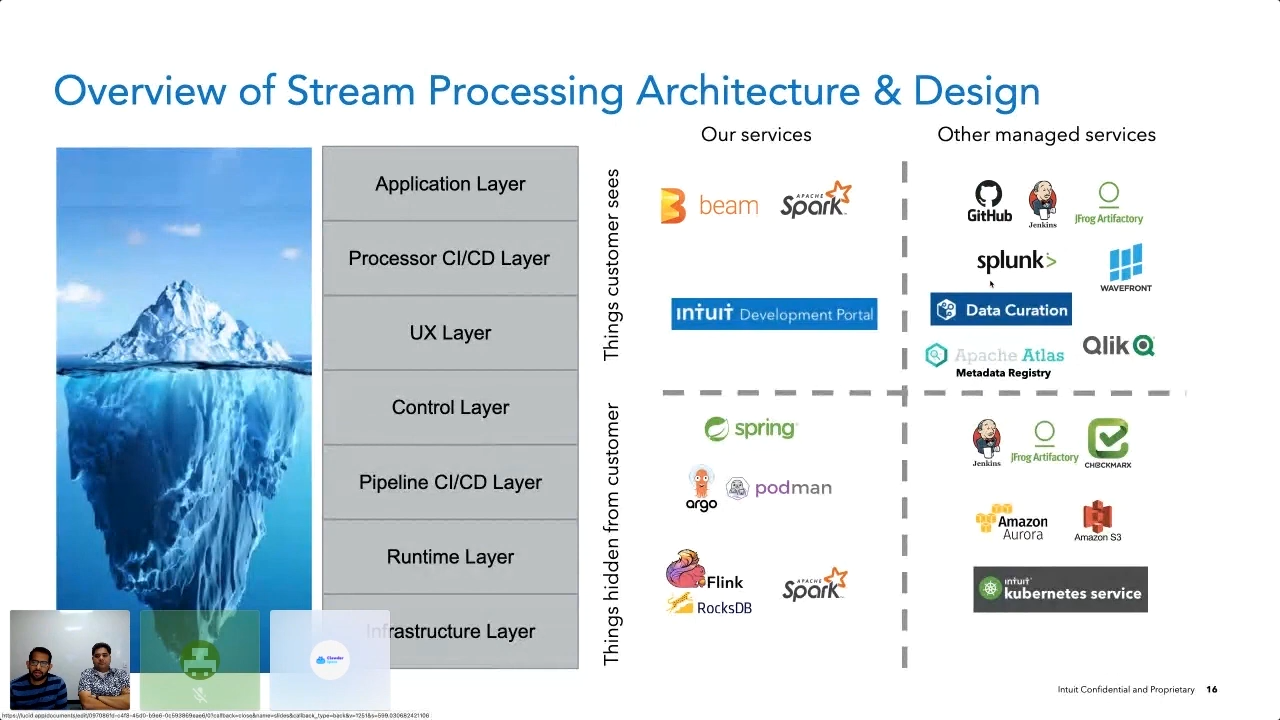 Overview of Stream Processing Architecture & Design
Our services
Other managed services
Application Layer
Processor CI/CD Layer
UX Layer
Control Layer
Pipeline CI/CD Layer
Runtime Layer
Infrastructure Layer
Things customer sees
Things hidden from customer
beam
APACHE
Spark
INTUIT Development Portal
GitHub
Jenkins
JFrog Artifactory
splunk>
WAVEFRONT
Data Curation
Apache Atlas
Metadata Registry
Qlik
spring
argo
podman
Flink
RocksDB
APACHE
Spark
Jenkins
JFrog Artifactory
CHECKMARX
Amazon
Aurora
Amazon S3
INTUIT
kubernetes service
Intuit Confidential and Proprietary 16